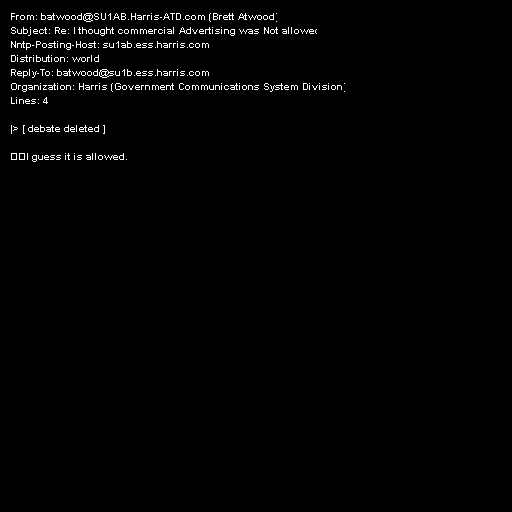 From: batwood@SU1AB.Harris-ATD.com (Brett Atwood)
Subject: Re: I thought commercial Advertising was Not allowed
Nntp-Posting-Host: su1ab.ess.harris.com
Distribution: world
Reply-To: batwood@su1b.ess.harris.com
Organization: Harris (Government Communications System Division)
Lines: 4

|> [ debate deleted ]

I guess it is allowed.